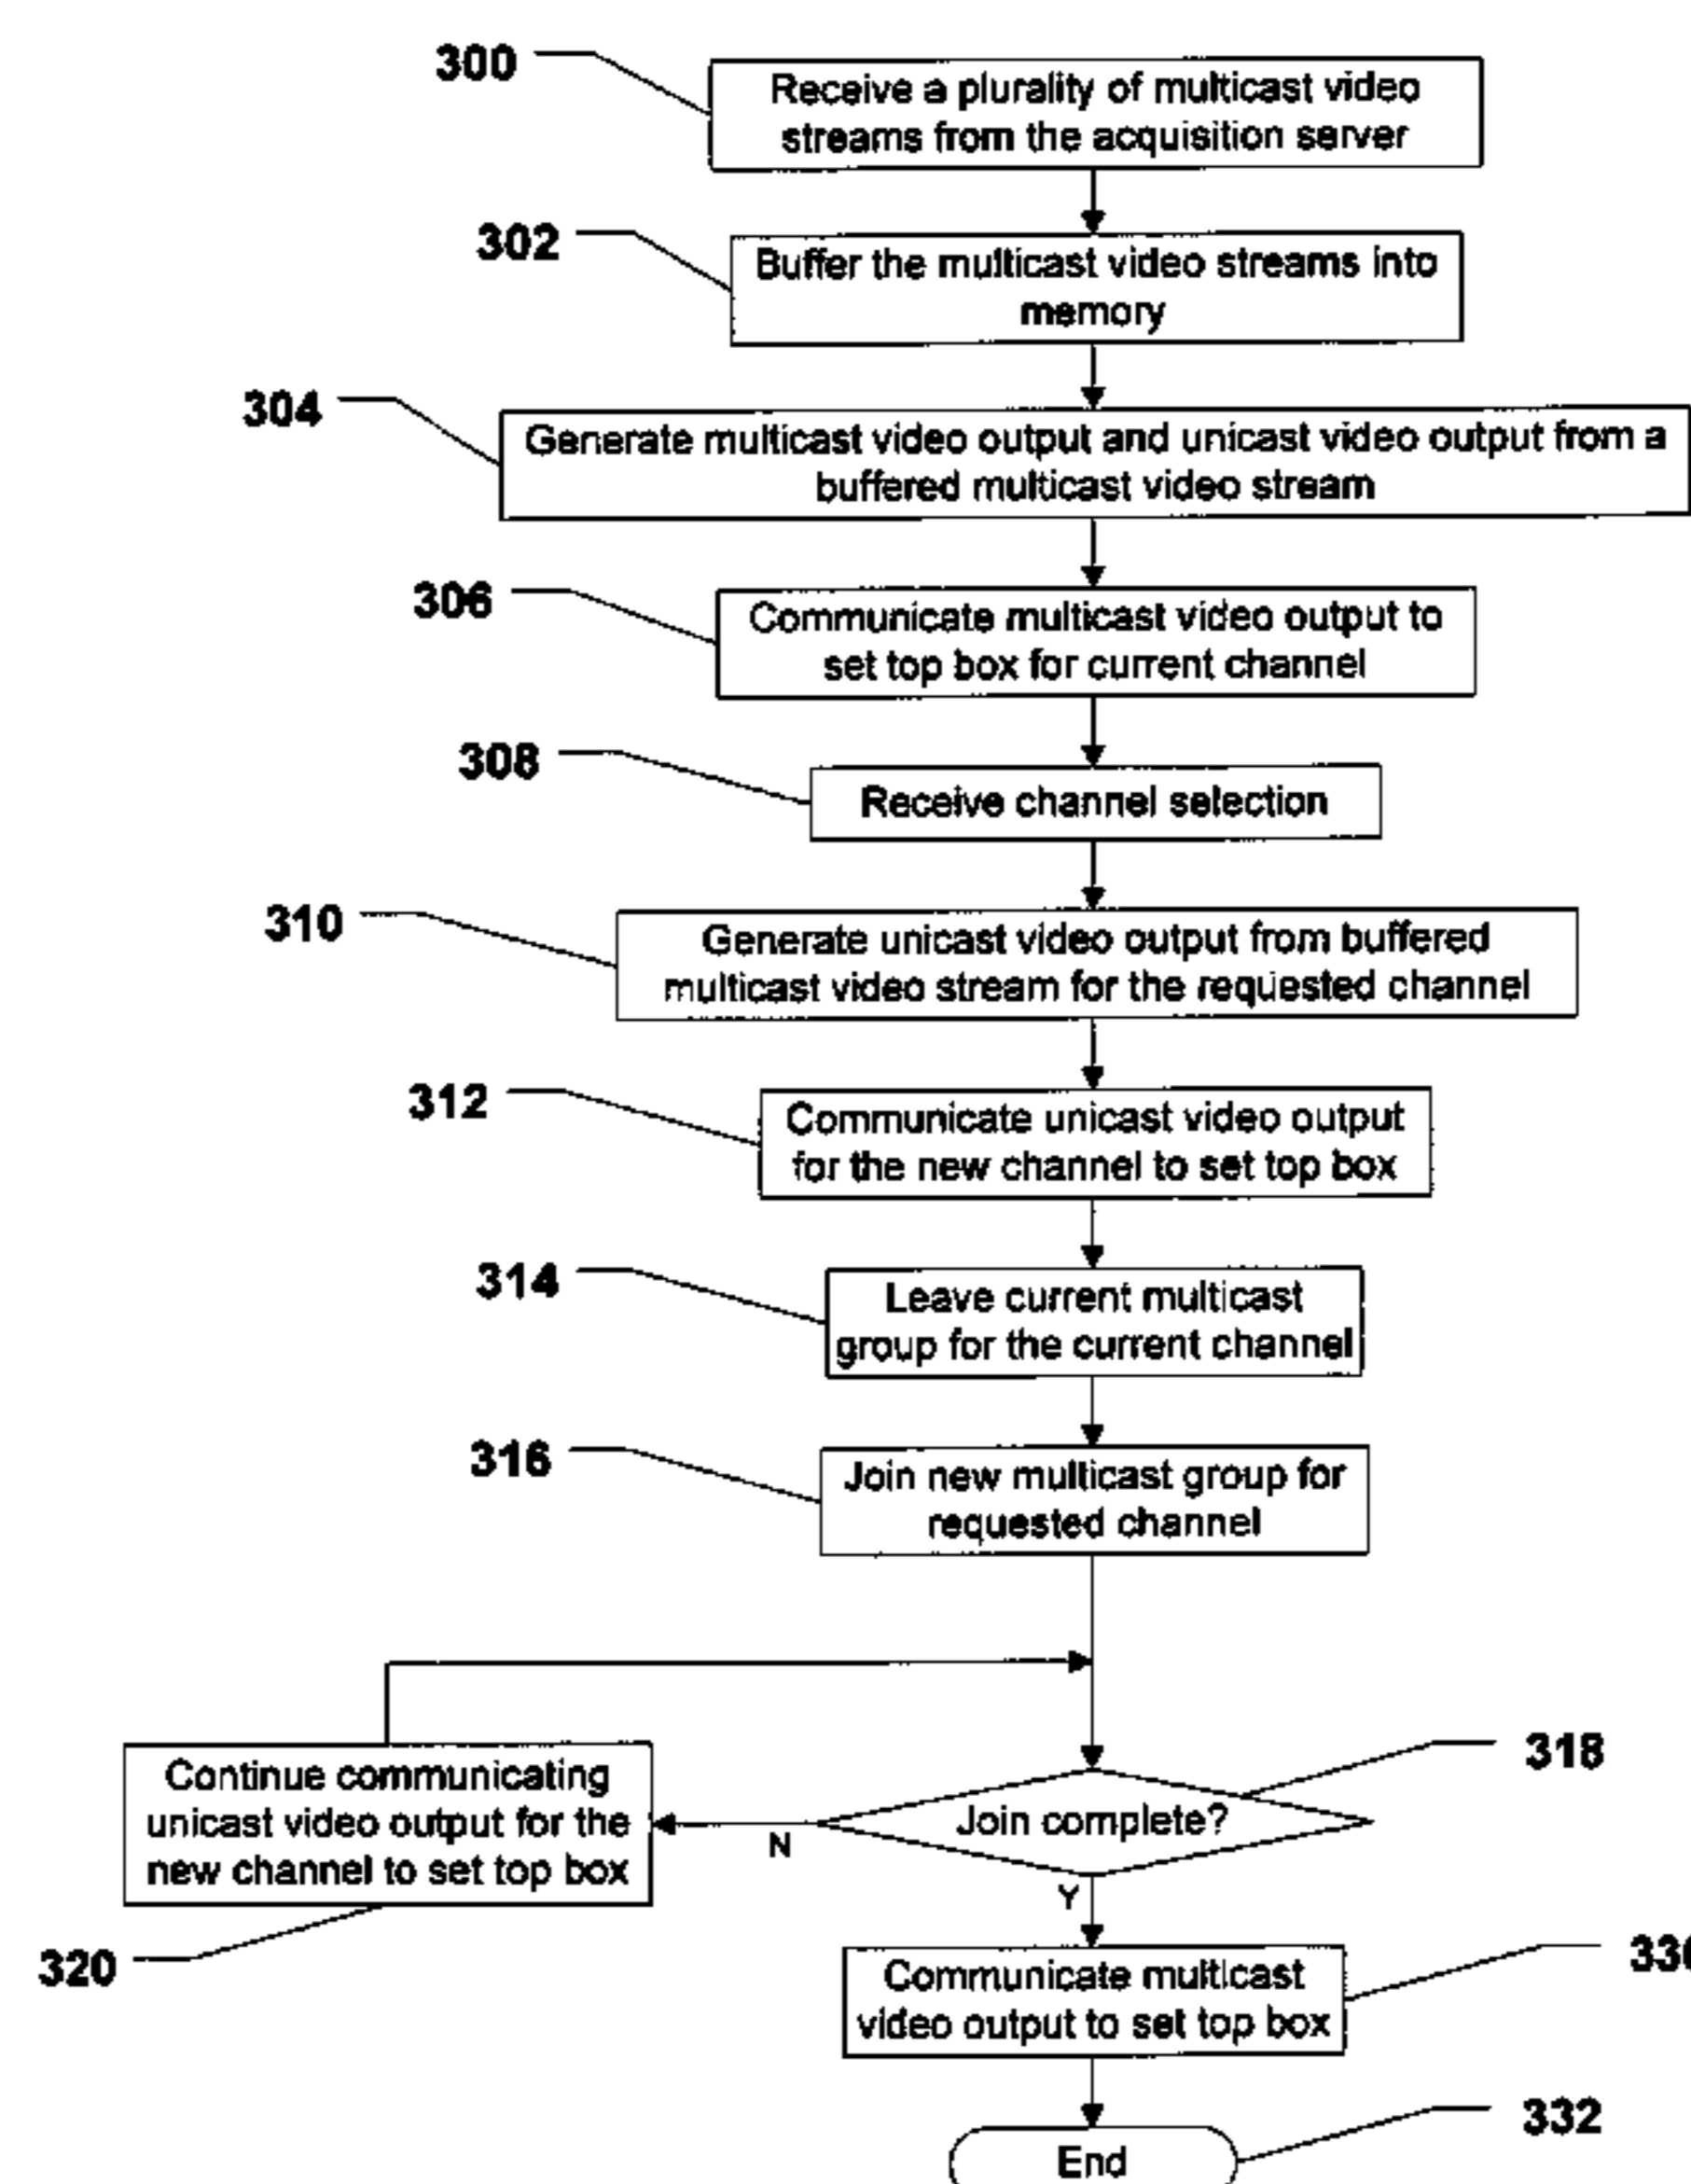 300
Receive a plurality of multicast video
streams from the acquisition server
302
Buffer the multicast video streams into
memory
304
Generate multicast video output and unicast video output from a
buffered multicast video stream
306
Communicate multicast video output to
set top box for current channel
308
Receive channel selection
310
Generate unicast video output from buffered
multicast video stream for the requested channel
312
Communicate unicast video output
for the new channel to set top box
314
Leave current multicast
group for the current channel
316
Join new multicast group for
requested channel
318
Join complete?
N
Y
Continue communicating
unicast video output for the
new channel to set top box
320
Communicate multicast
video output to set top box
332
End